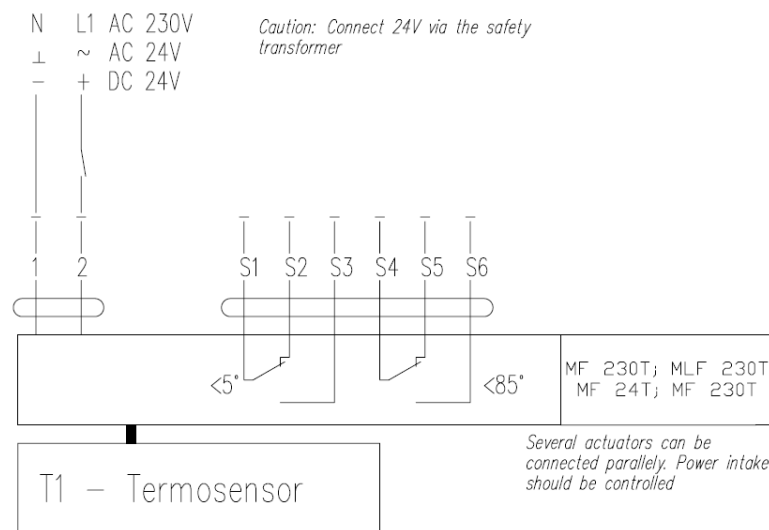 N L1 AC 230V
⊥ ~ AC 24V
− + DC 24V
Caution: Connect 24V via the safety
transformer
1 2 S1 S2 S3 S4 S5 S6
<5° <85°
MF 230T; MLF 230T
MF 24T; MF 230T
T1 − Termosensor
Several actuators can be
connected parallely. Power intake
should be controlled